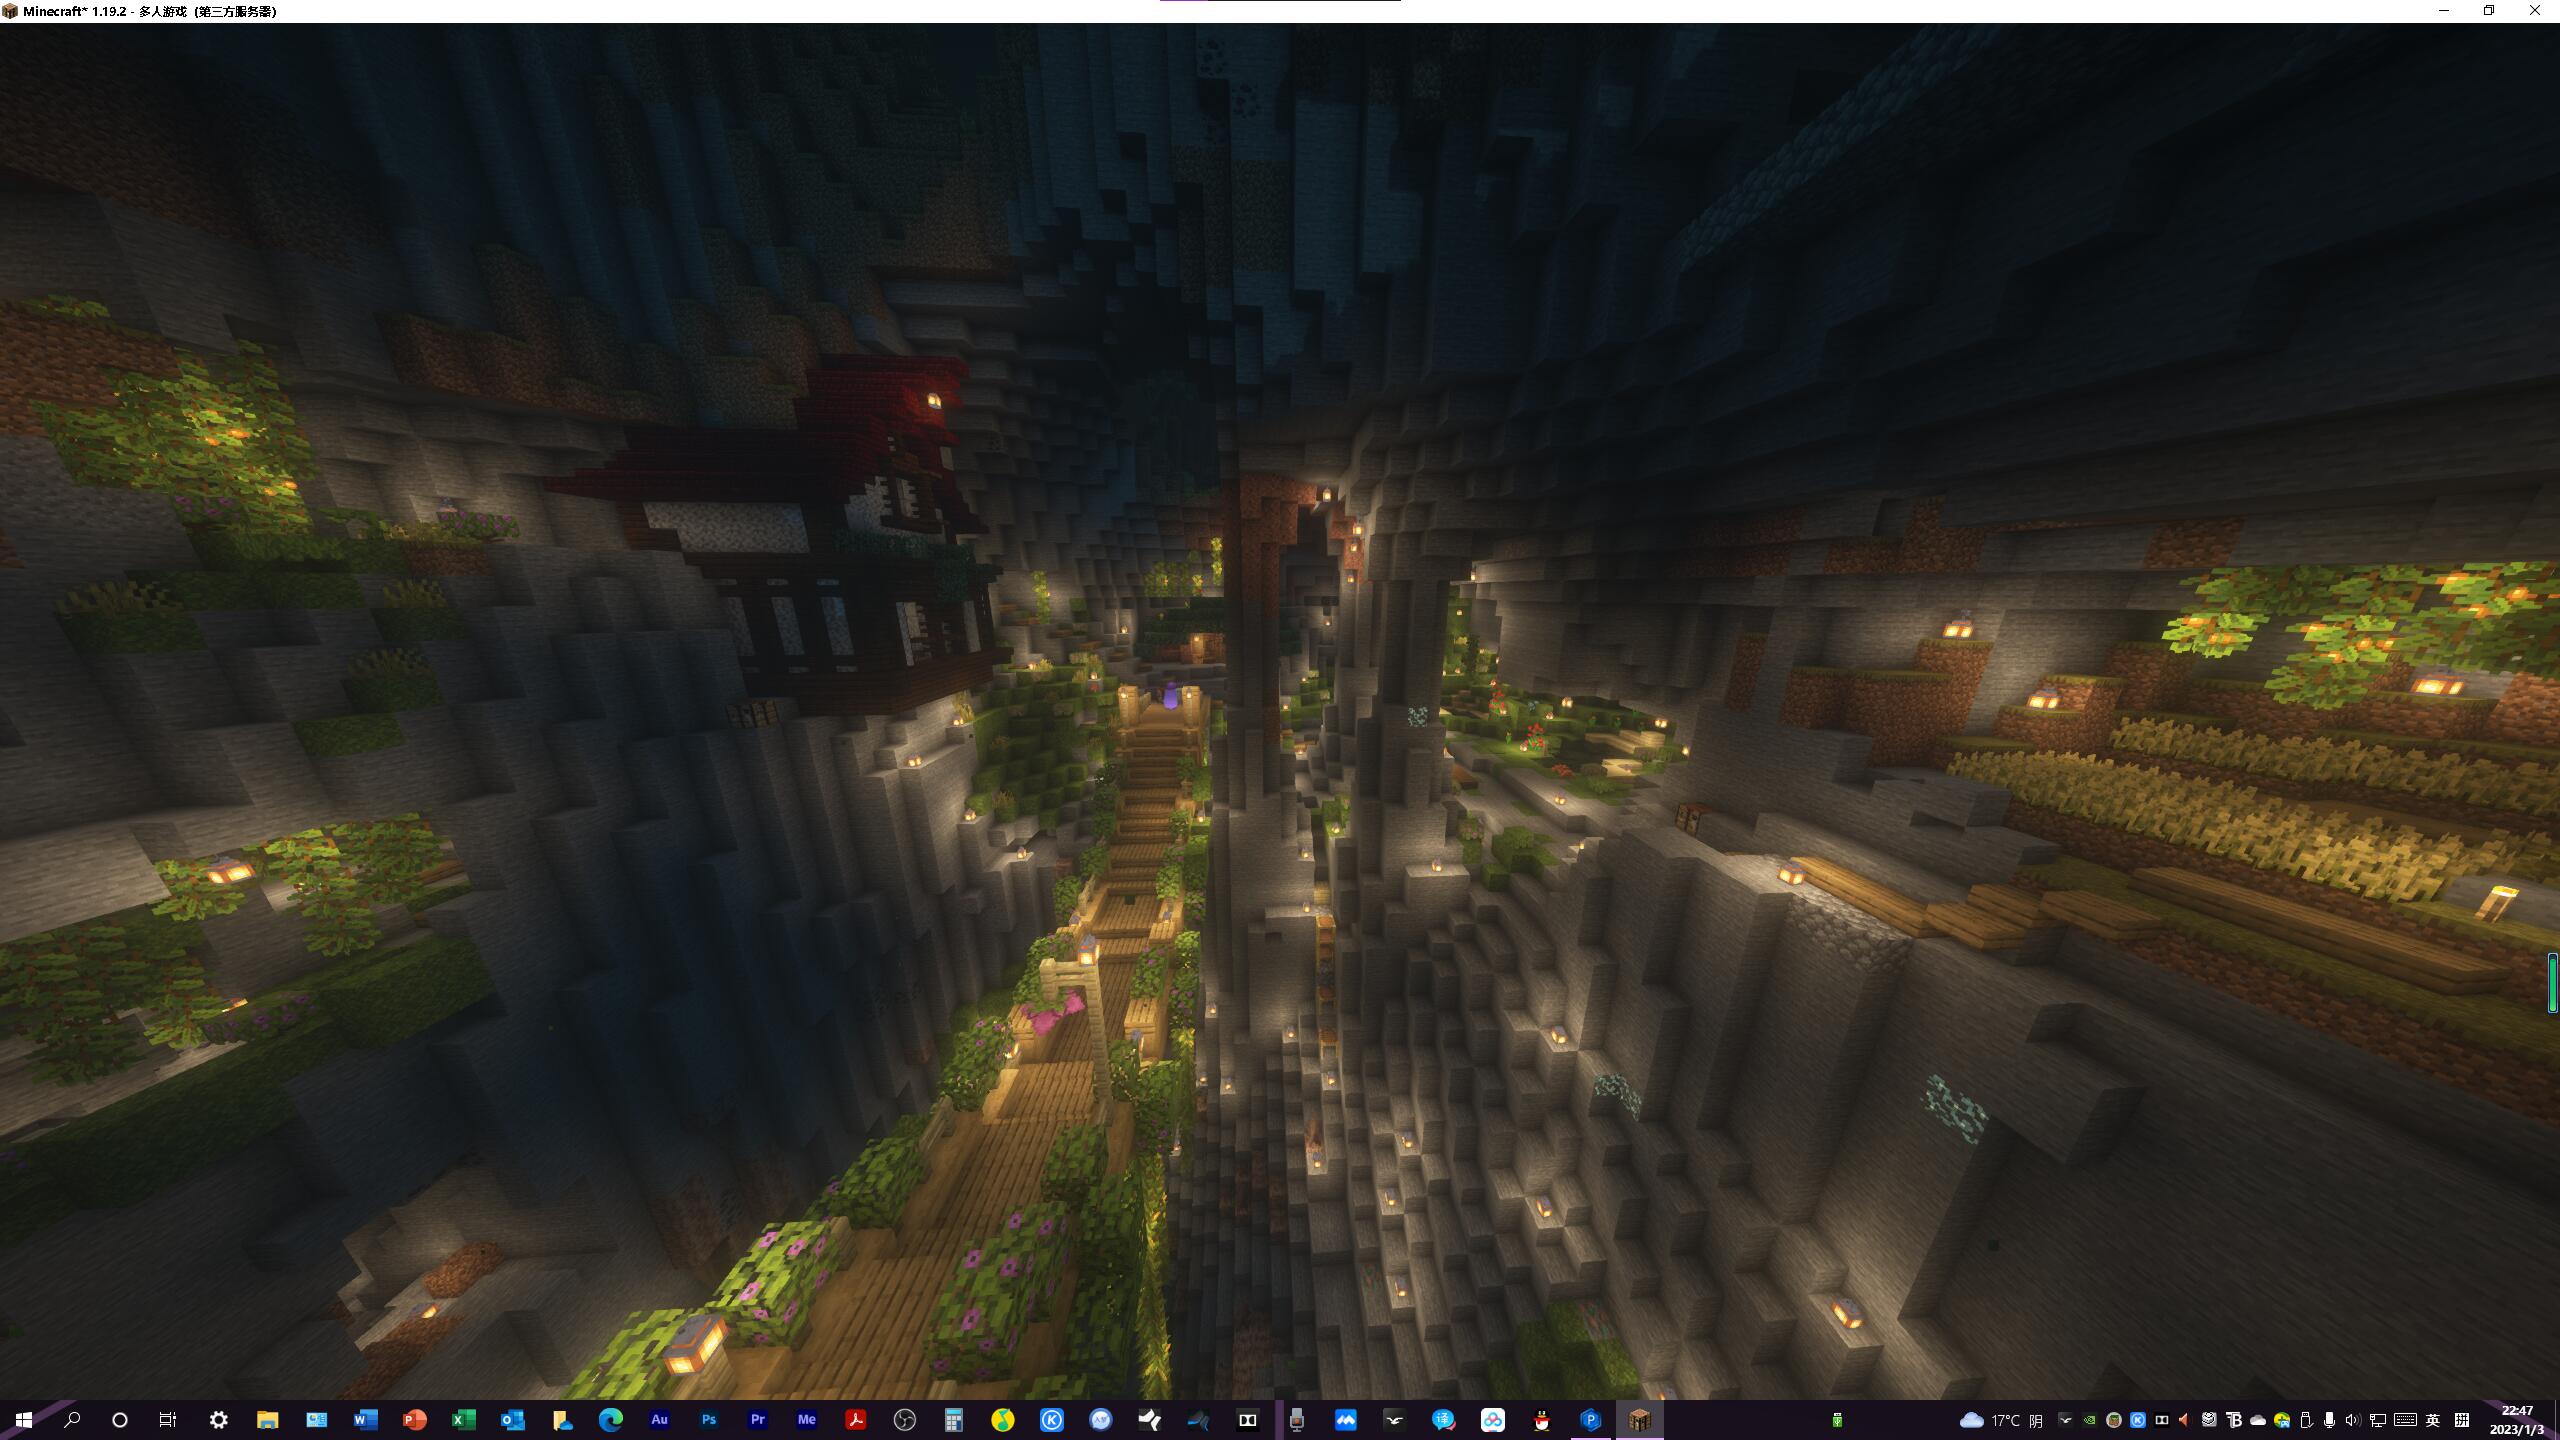 Minecraft* 1.19.2 - 多人游戏 (第三方服务器)
Au Ps Pr Me
17°C 阴
英
拼
22:47
2023/1/3